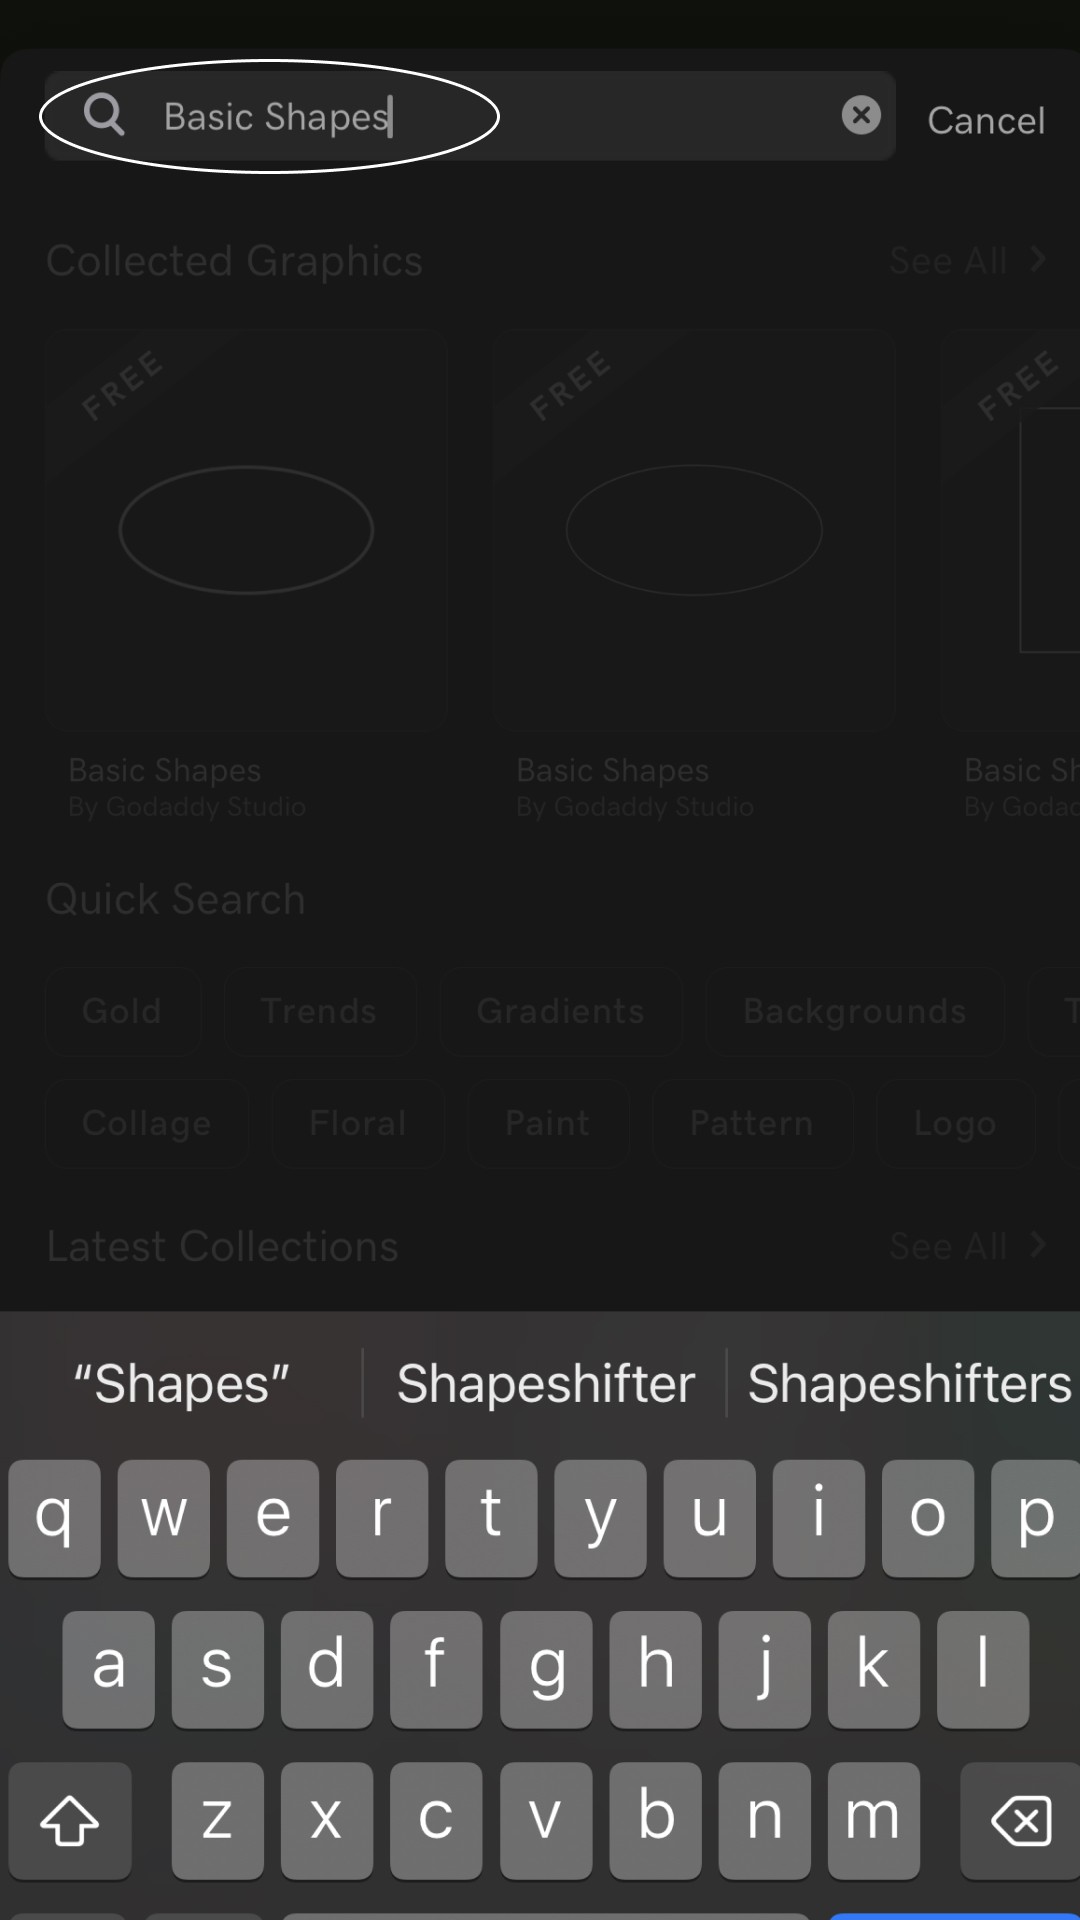 Basic Shapes
Cancel
Collected Graphics
See All
FREE
FREE
FREE
Basic Shapes
By Godaddy Studio
Basic Shapes
By Godaddy Studio
Basic
By
Quick Search
Gold
Trends
Gradients
Backgrounds
Collage
Floral
Paint
Pattern
Logo
Latest Collections
See All
“Shapes”
Shapeshifter
Shapeshifters
q w e r t y u i o p
a s d f g h j k l
z x c v b n m